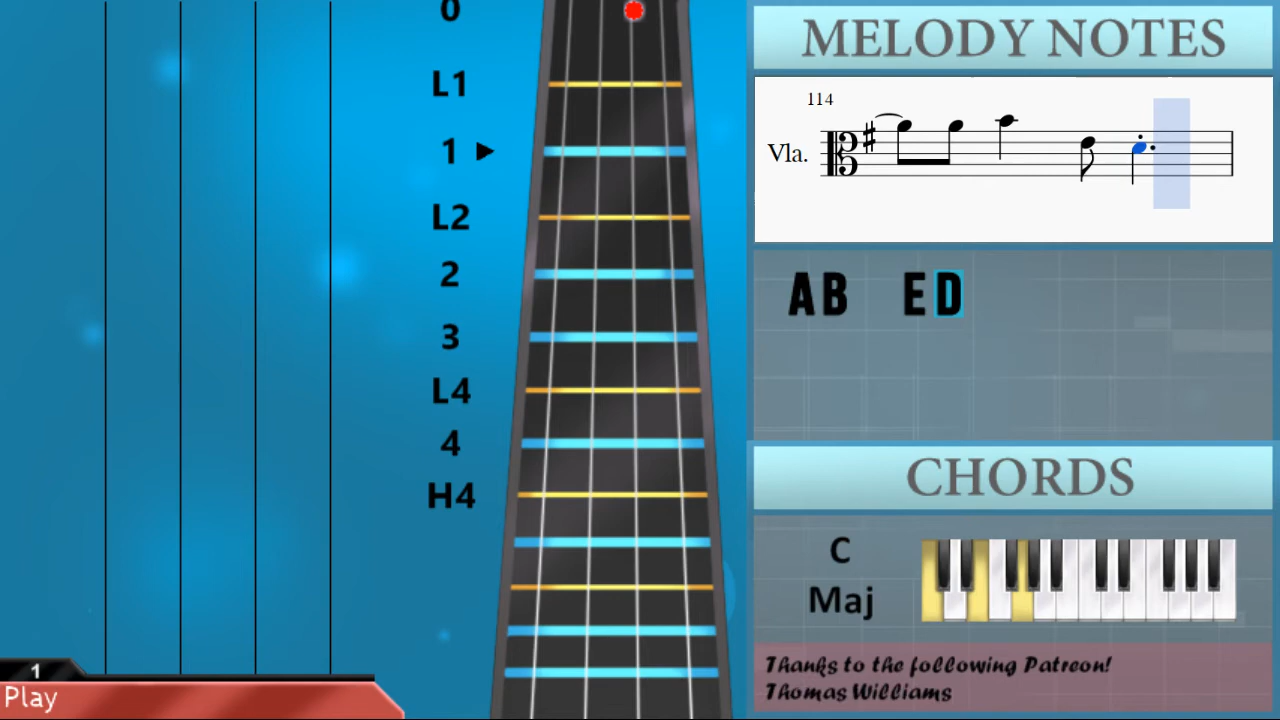 0
L1
1
L2
2
3
L4
4
H4
1
Play
MELODY NOTES
114
Vla.
AB ED
CHORDS
C
Maj
Thanks to the following Patreon!
Thomas Williams